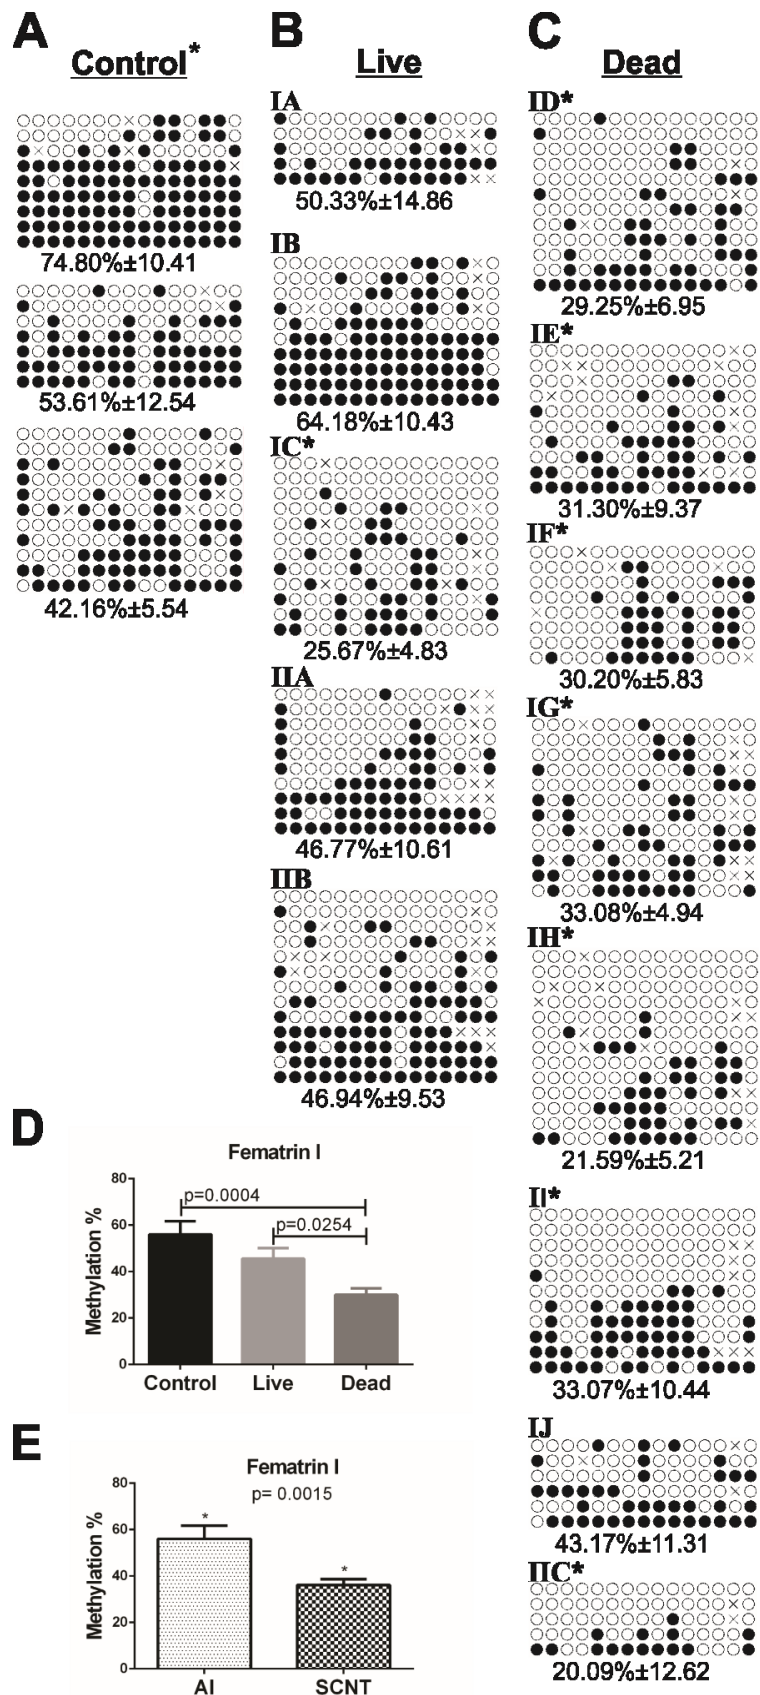 A
Control*
74.80%±10.41
53.61%±12.54
42.16%±5.54
B
Live
IA
50.33%±14.86
IB
64.18%±10.43
IC*
25.67%±4.83
IIA
46.77%±10.61
IIB
46.94%±9.53
C
Dead
ID*
29.25%±6.95
IE*
31.30%±9.37
IF*
30.20%±5.83
IG*
33.08%±4.94
IH*
21.59%±5.21
II*
33.07%±10.44
IJ
43.17%±11.31
IIC*
20.09%±12.62
D
Fematrin I
Methylation %
80
60
40
20
0
p=0.0004
p=0.0254
Control Live Dead
E
Fematrin I
p= 0.0015
Methylation %
80
60
40
20
0
* *
AI SCNT